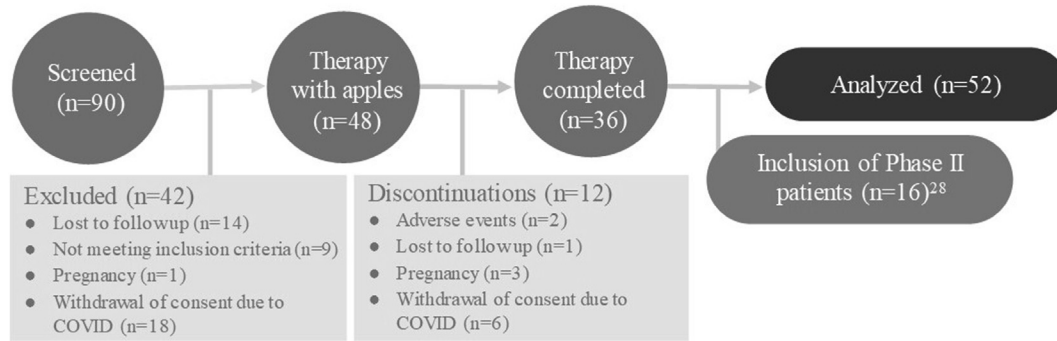 Screened
(n=90)
Therapy
with apples
(n=48)
Therapy
completed
(n=36)
Analyzed (n=52)
Inclusion of Phase II
patients (n=16)²⁸
Excluded (n=42)
● Lost to followup (n=14)
● Not meeting inclusion criteria (n=9)
● Pregnancy (n=1)
● Withdrawal of consent due to
COVID (n=18)
Discontinuations (n=12)
● Adverse events (n=2)
● Lost to followup (n=1)
● Pregnancy (n=3)
● Withdrawal of consent due to
COVID (n=6)